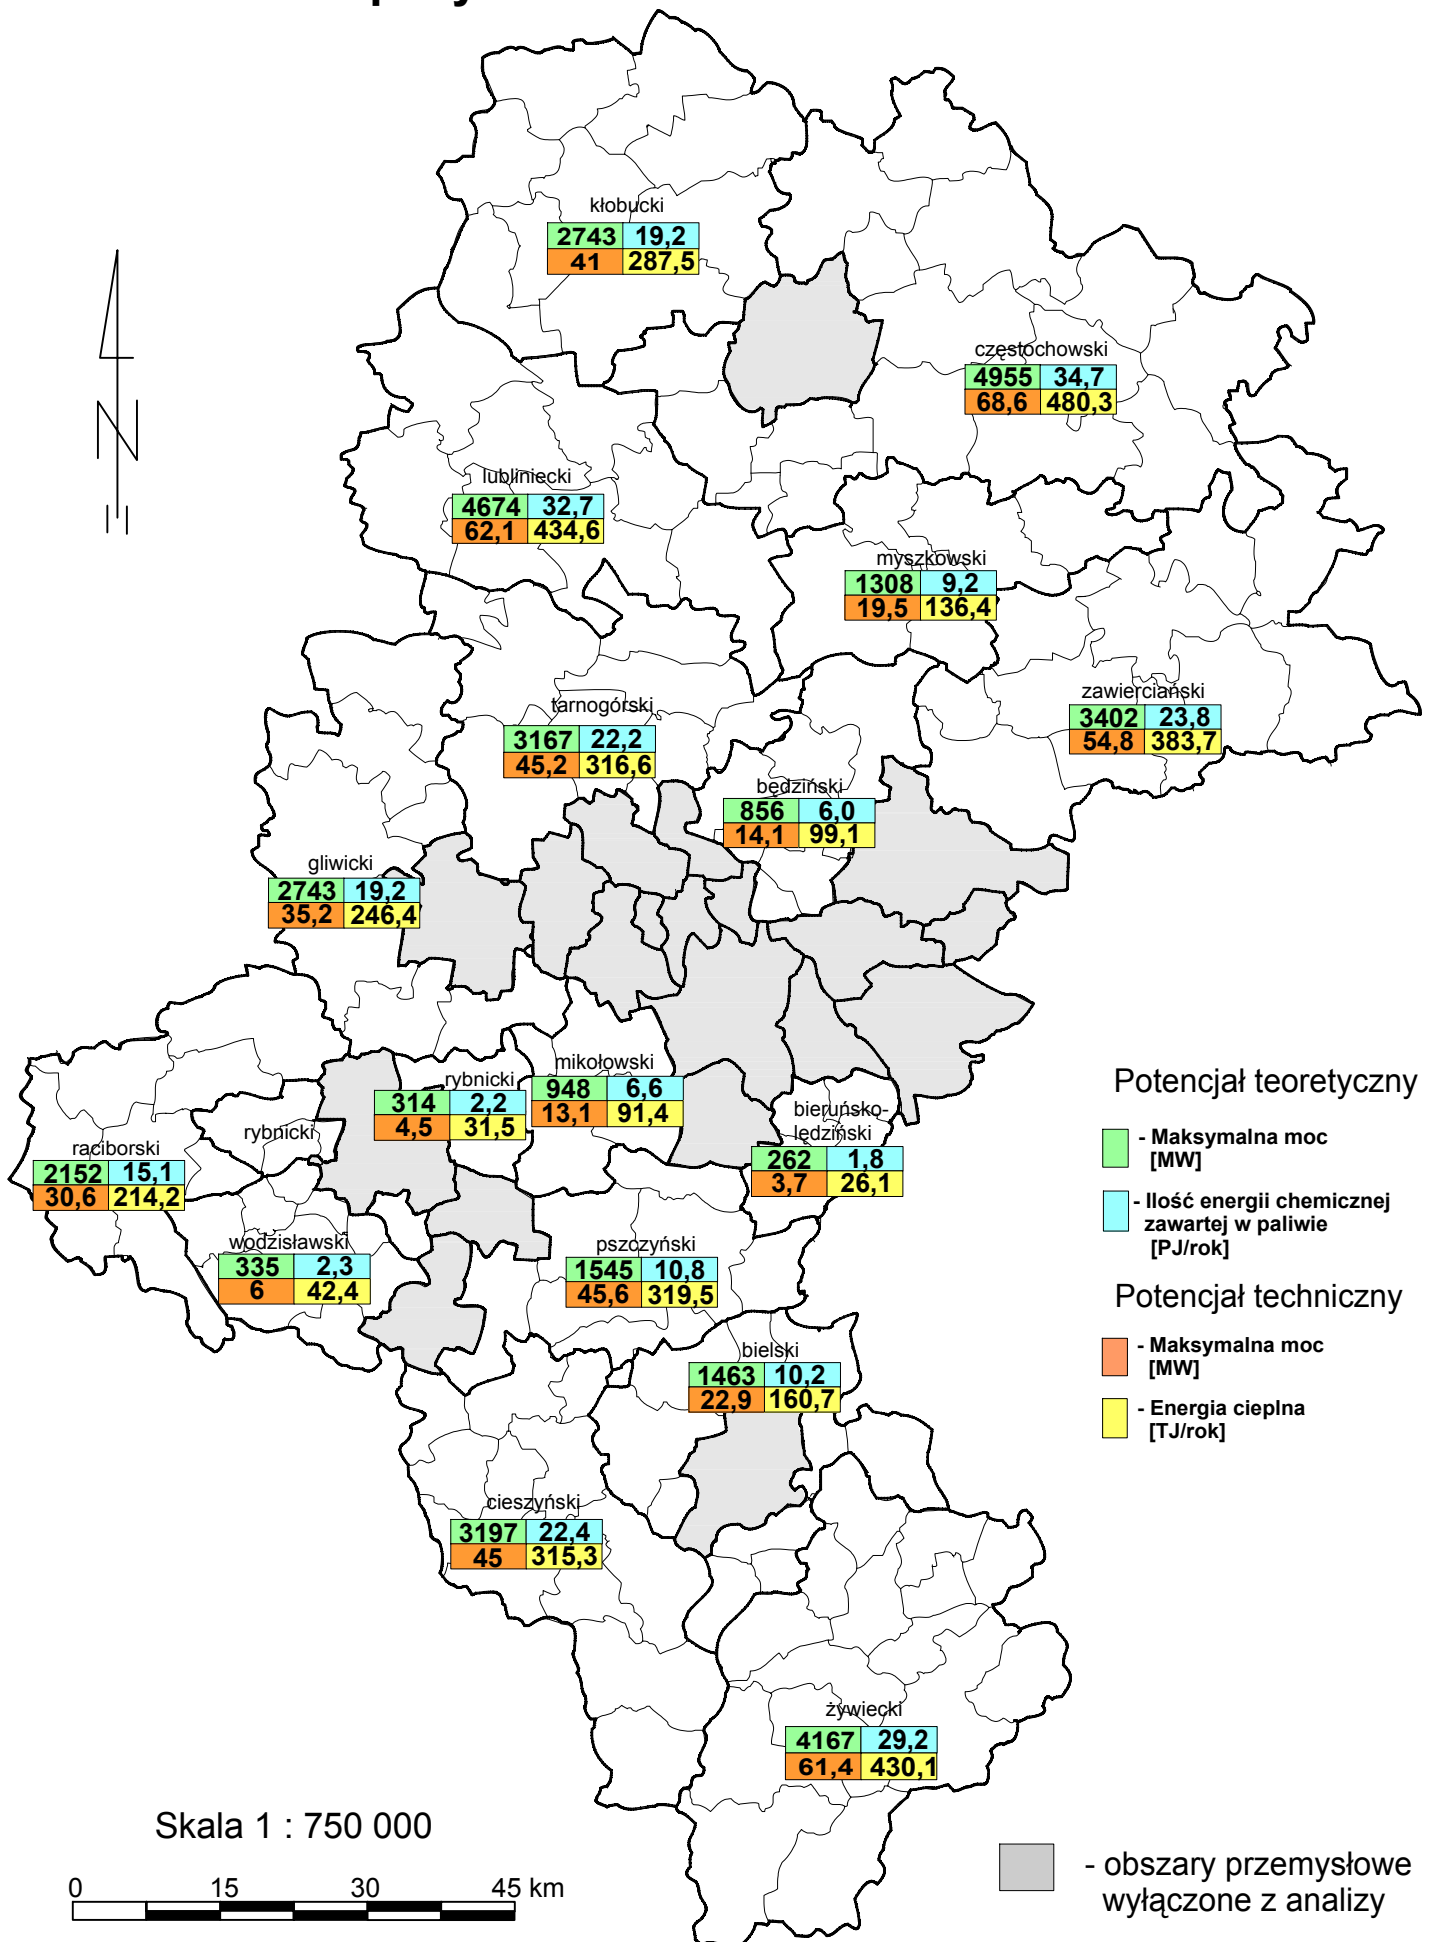 kłobucki
2743 19,2
41 287,5
częstochowski
4955 34,7
68,6 480,3
lubliniecki
4674 32,7
62,1 434,6
myszkowski
1308 9,2
19,5 136,4
zawierciański
3402 23,8
54,8 383,7
tarnogórski
3167 22,2
45,2 316,6
będziński
856 6,0
14,1 99,1
gliwicki
2743 19,2
35,2 246,4
mikołowski
948 6,6
13,1 91,4
rybnicki
314 2,2
4,5 31,5
rybnicki
bieruńsko-
lędziński
262 1,8
3,7 26,1
raciborski
2152 15,1
30,6 214,2
wodzisławski
335 2,3
6 42,4
pszczyński
1545 10,8
45,6 319,5
bielski
1463 10,2
22,9 160,7
cieszyński
3197 22,4
45 315,3
żywiecki
4167 29,2
61,4 430,1
N
Potencjał teoretyczny
- Maksymalna moc
[MW]
- Ilość energii chemicznej
zawartej w paliwie
[PJ/rok]
Potencjał techniczny
- Maksymalna moc
[MW]
- Energia cieplna
[TJ/rok]
Skala 1 : 750 000
0 15 30 45 km
- obszary przemysłowe
wyłączone z analizy